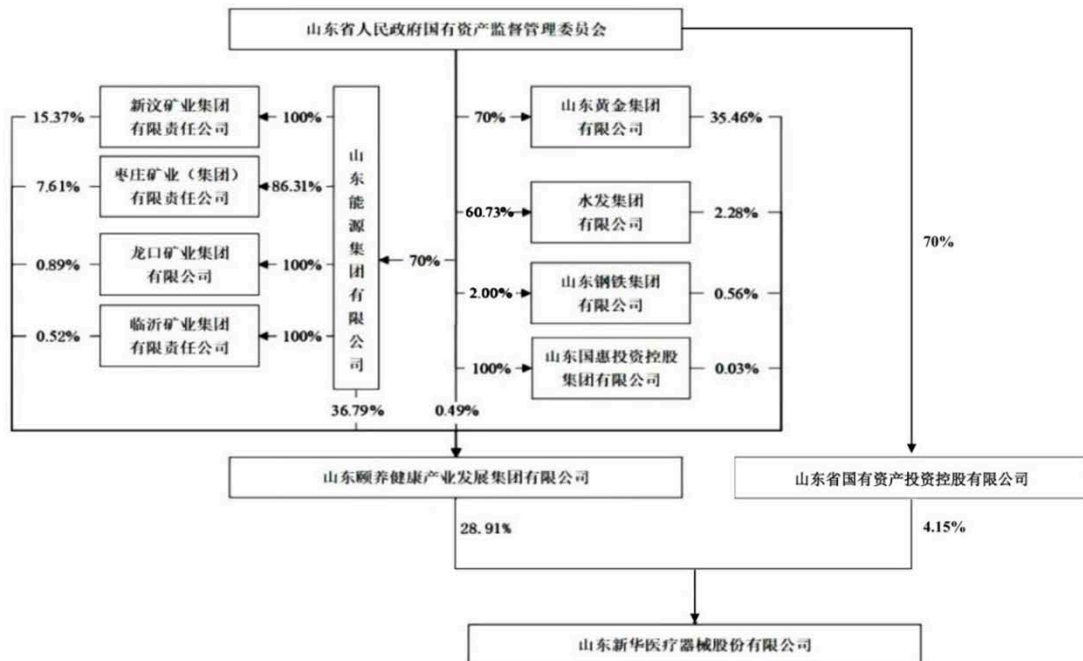 山东省人民政府国有资产监督管理委员会
新汶矿业集团
有限责任公司
15.37%
100%
70%
山东黄金集团
有限公司
35.46%
枣庄矿业（集团）
有限责任公司
7.61%
86.31%
山东能源集团有限公司
60.73%
水发集团
有限公司
2.28%
70%
龙口矿业集团
有限公司
0.89%
100%
70%
2.00%
山东钢铁集团
有限公司
0.56%
临沂矿业集团
有限责任公司
0.52%
100%
100%
山东国惠投资控股
集团有限公司
0.03%
36.79%
0.49%
山东颐养健康产业发展集团有限公司
山东省国有资产投资控股有限公司
28.91%
4.15%
山东新华医疗器械股份有限公司